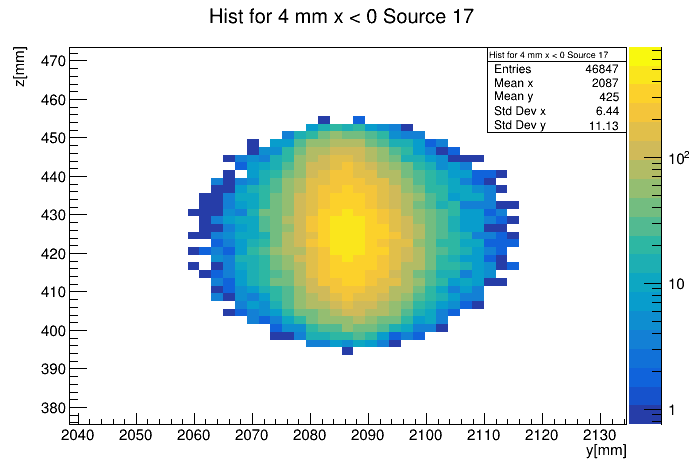 Hist for 4 mm x < 0 Source 17
z[mm]
470
460
450
440
430
420
410
400
390
380
2040 2050 2060 2070 2080 2090 2100 2110 2120 2130
y[mm]
Hist for 4 mm x < 0 Source 17
Entries 46847
Mean x 2087
Mean y 425
Std Dev x 6.44
Std Dev y 11.13
10²
10
1